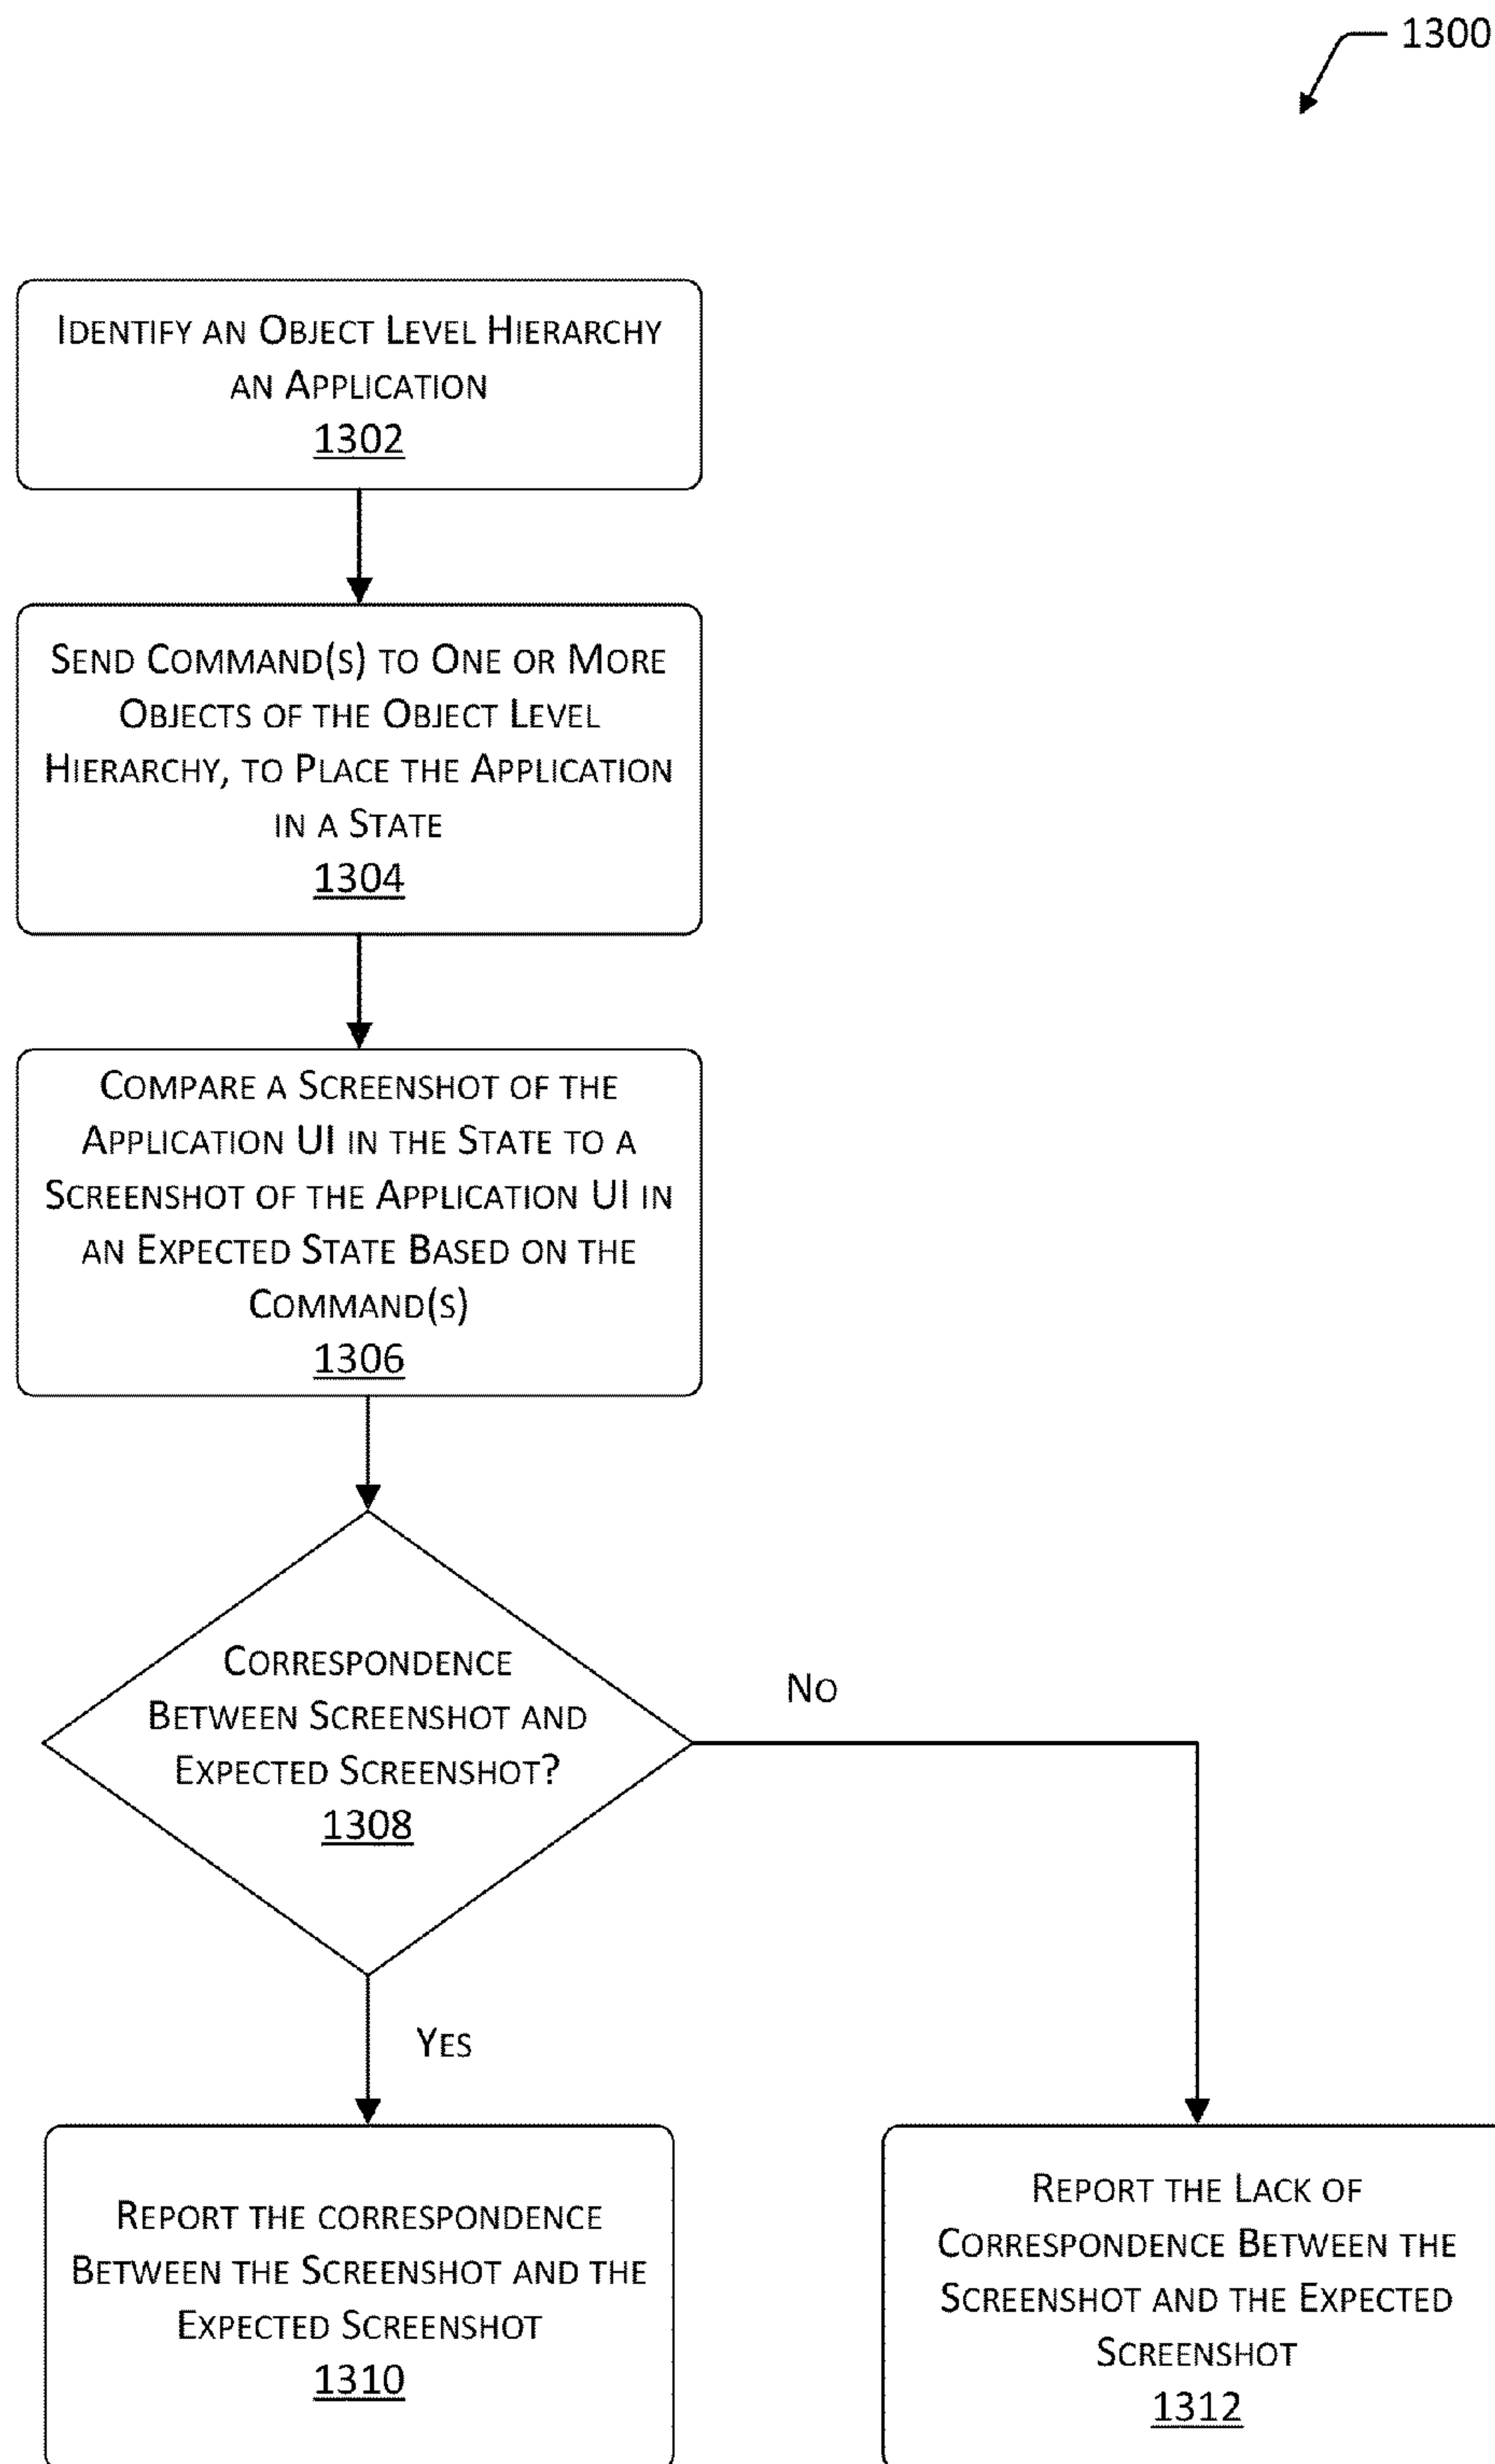 1300
Identify an Object Level Hierarchy
an Application
1302
Send Command(s) to One or More
Objects of the Object Level
Hierarchy, to Place the Application
in a State
1304
Compare a Screenshot of the
Application UI in the State to a
Screenshot of the Application UI in
an Expected State Based on the
Command(s)
1306
Correspondence
Between Screenshot and
Expected Screenshot?
1308
No
Yes
Report the correspondence
Between the Screenshot and the
Expected Screenshot
1310
Report the Lack of
Correspondence Between the
Screenshot and the Expected
Screenshot
1312